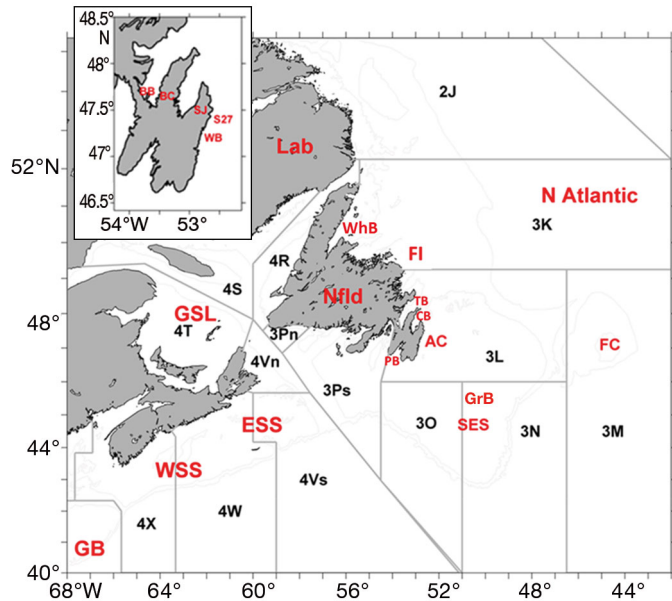 48.5°
N
48°
47.5°
47°
46.5°
54°W 53°
BB
BC
SJ
S27
WB
2J
Lab
52°N
N Atlantic
3K
WhB
FI
4R
4S
Nfld
TB
CB
GSL
4T
48°
3Pn
AC
FC
4Vn
PB
3L
3Ps
GrB
ESS
3O
SES
3N
3M
44°
WSS
4Vs
4X
4W
GB
40°
68°W 64° 60° 56° 52° 48° 44°